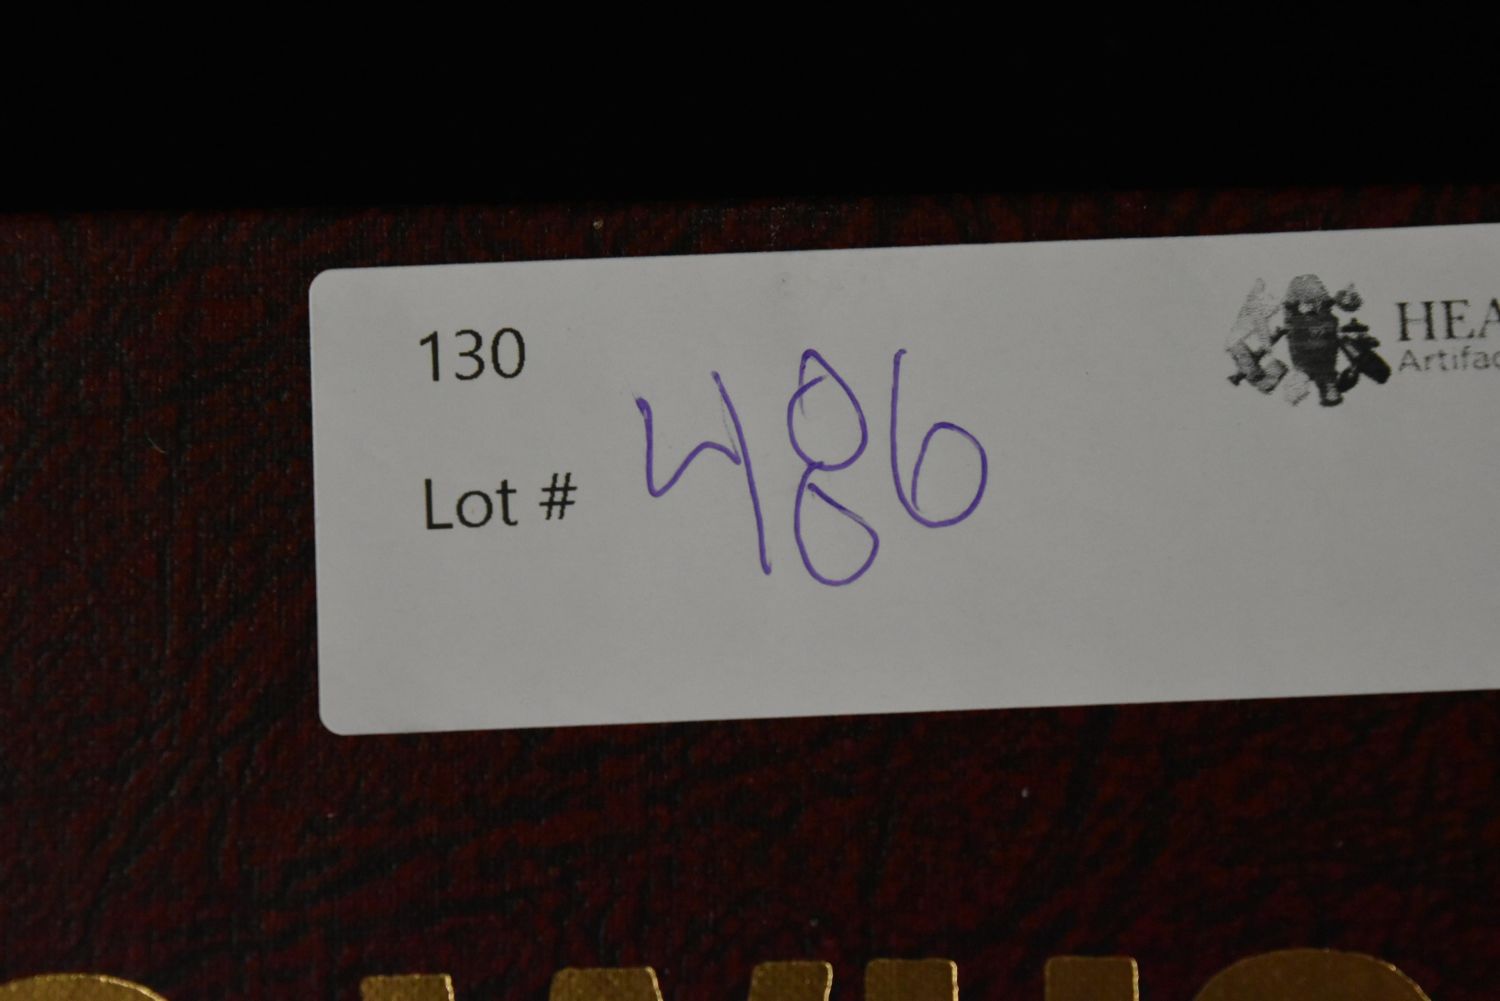 130
HEA
Artifac
Lot # 486